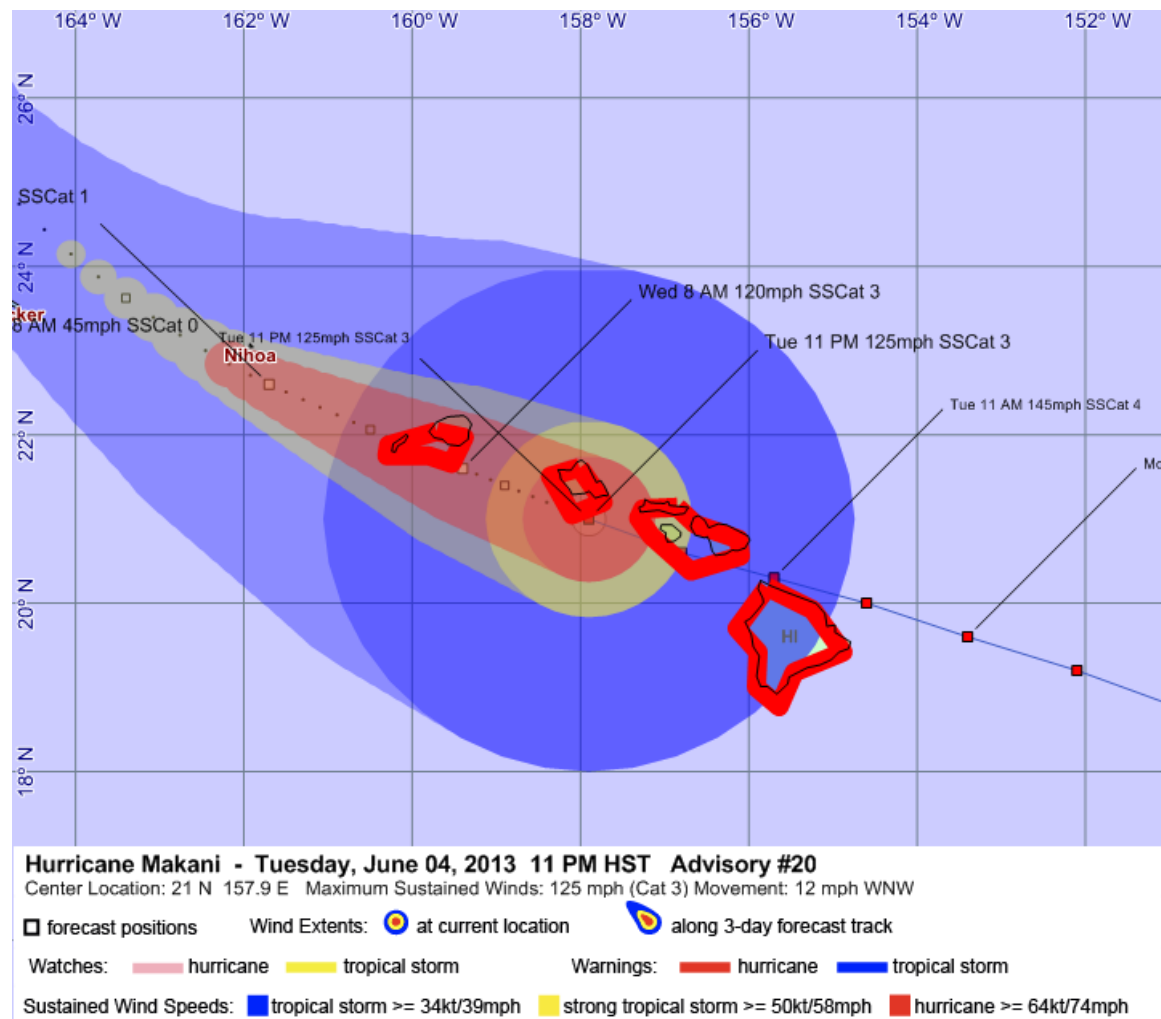 164° W 162° W 160° W 158° W 156° W 154° W 152° W
26° N
24° N
22° N
20° N
18° N
SSCat 1
Wed 8 AM 120mph SSCat 3
cker
8 AM 45mph SSCat 0
Tue 11 PM 125mph SSCat 3
Tue 11 PM 125mph SSCat 3
Nihoa
Tue 11 AM 145mph SSCat 4
Mo
HI
Hurricane Makani - Tuesday, June 04, 2013 11 PM HST Advisory #20
Center Location: 21 N 157.9 E Maximum Sustained Winds: 125 mph (Cat 3) Movement: 12 mph WNW
forecast positions Wind Extents: at current location along 3-day forecast track
Watches: hurricane tropical storm Warnings: hurricane tropical storm
Sustained Wind Speeds: tropical storm >= 34kt/39mph strong tropical storm >= 50kt/58mph hurricane >= 64kt/74mph